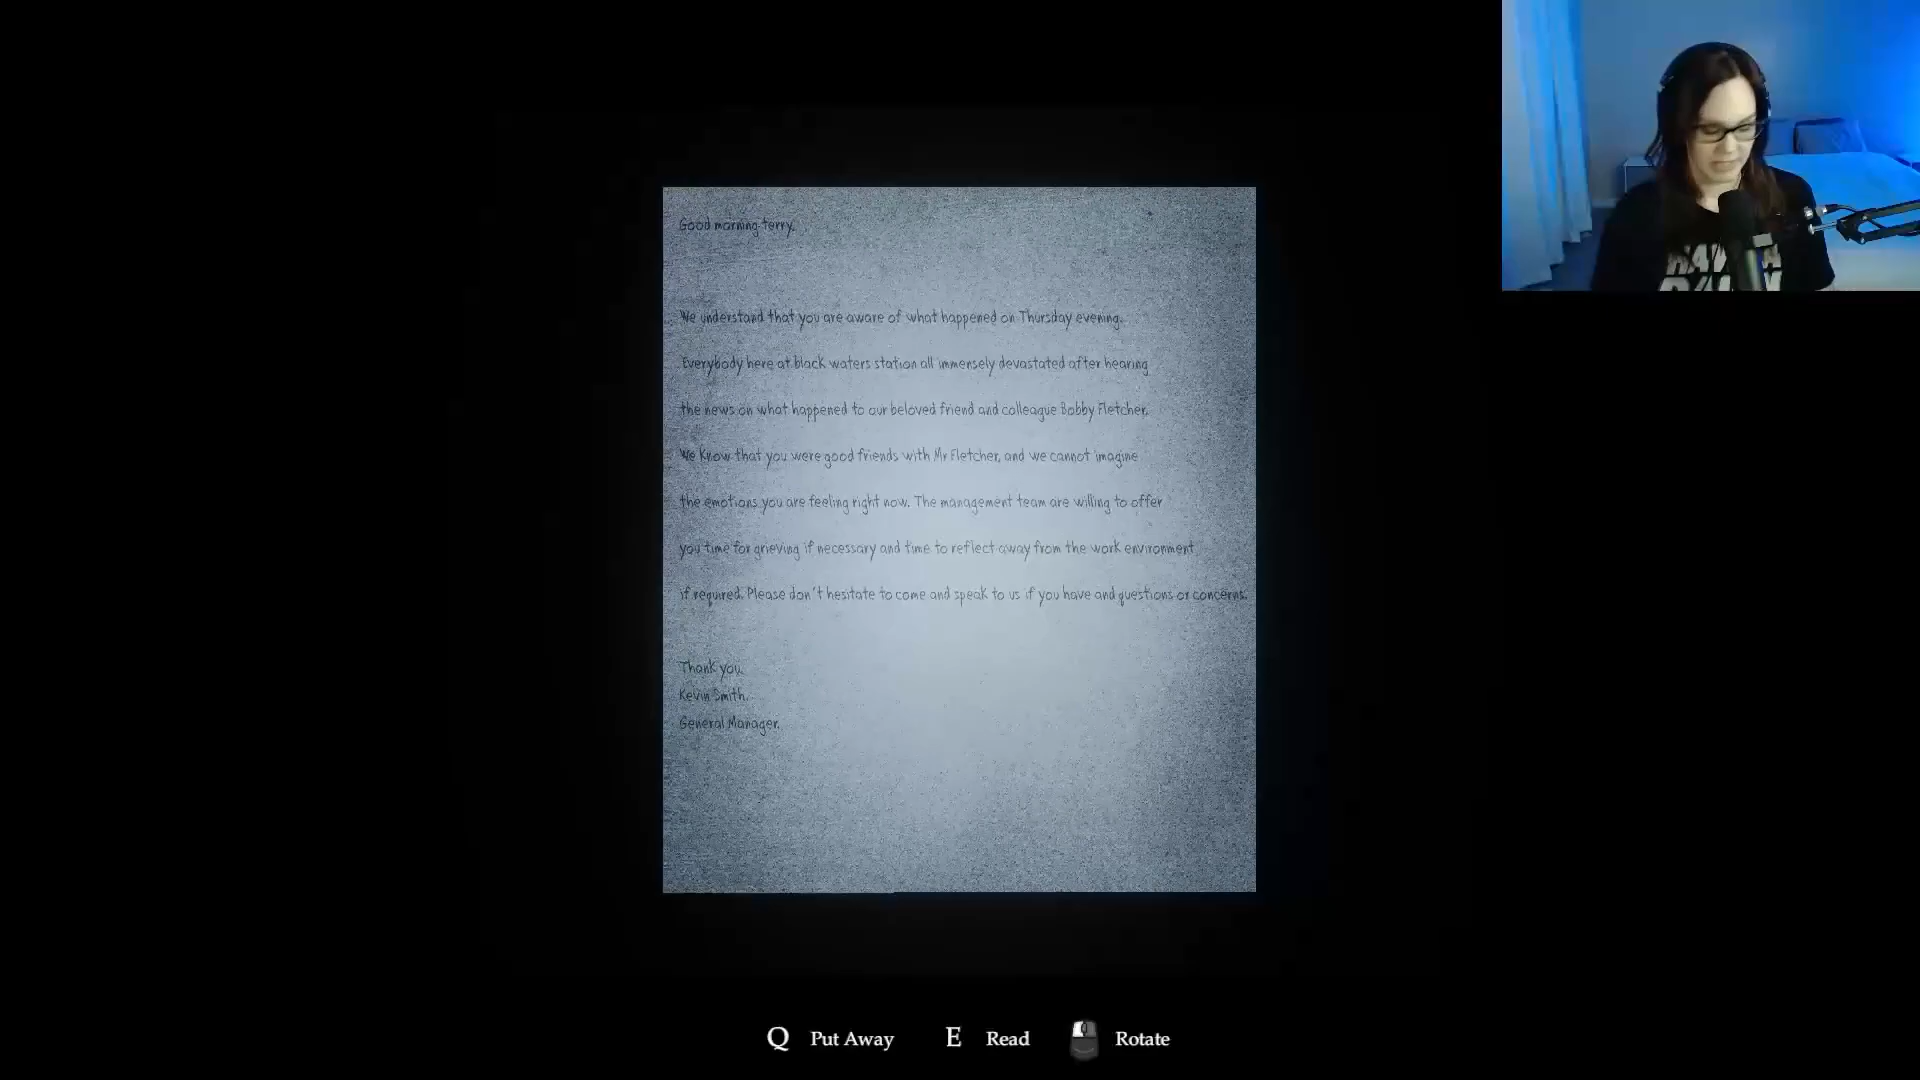 Good morning terry.
We understand that you are aware of what happened on Thursday evening.
Everybody here at black waters station all immensely devastated after hearing
the news on what happened to our beloved friend and colleague Bobby Fletcher.
We know that you were good friends with Mr Fletcher, and we cannot imagine
the emotions you are feeling right now. The management team are willing to offer
you time for grieving if necessary and time to reflect away from the work environment
if required. Please don't hesitate to come and speak to us if you have and questions or concerns.
Thank you.
Kevin Smith.
General Manager.
Q Put Away E Read Rotate